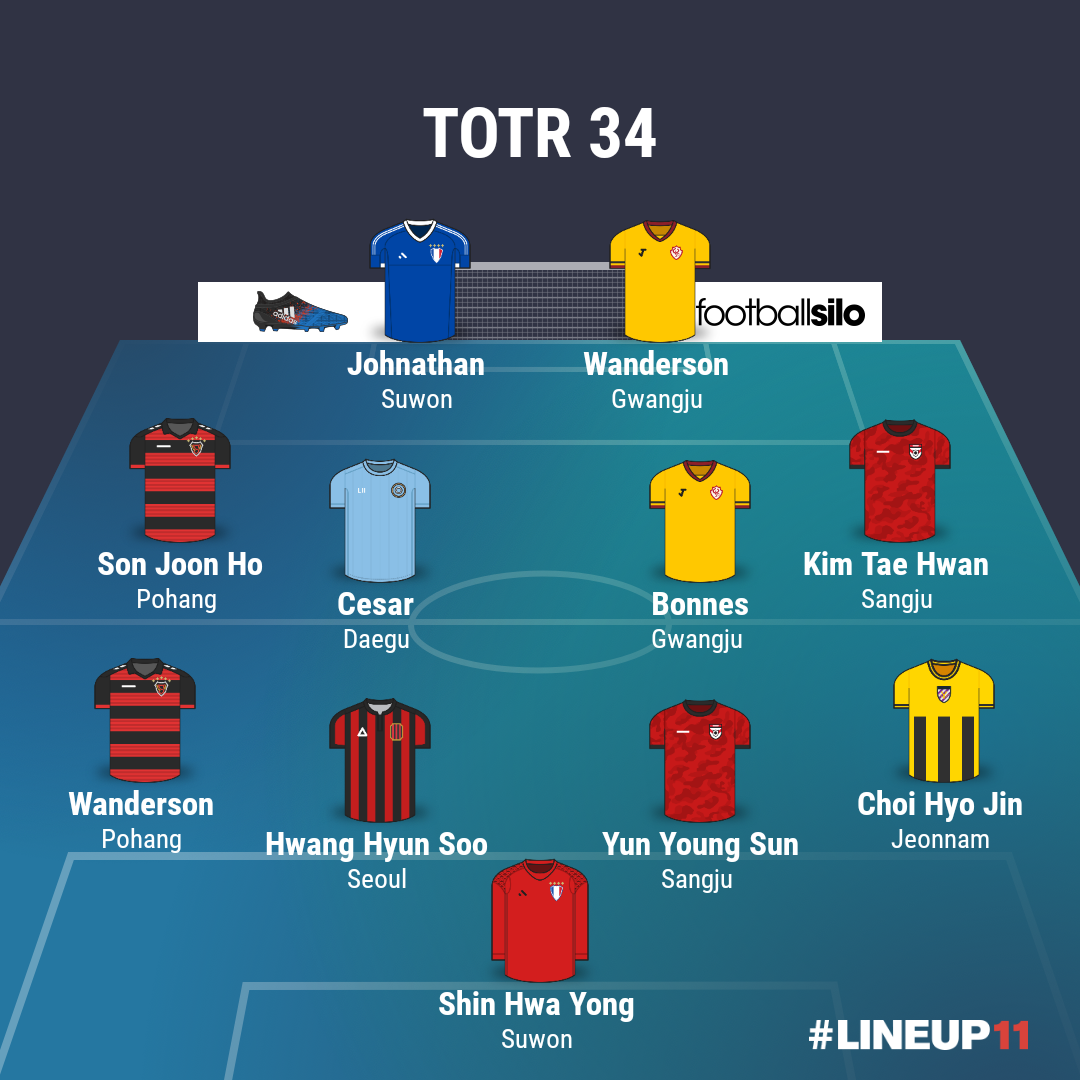 TOTR 34
adidas
footballsilo
Johnathan
Suwon
Wanderson
Gwangju
Son Joon Ho
Pohang
Cesar
Daegu
Bonnes
Gwangju
Kim Tae Hwan
Sangju
Wanderson
Pohang
Hwang Hyun Soo
Seoul
Yun Young Sun
Sangju
Choi Hyo Jin
Jeonnam
Shin Hwa Yong
Suwon
#LINEUP11